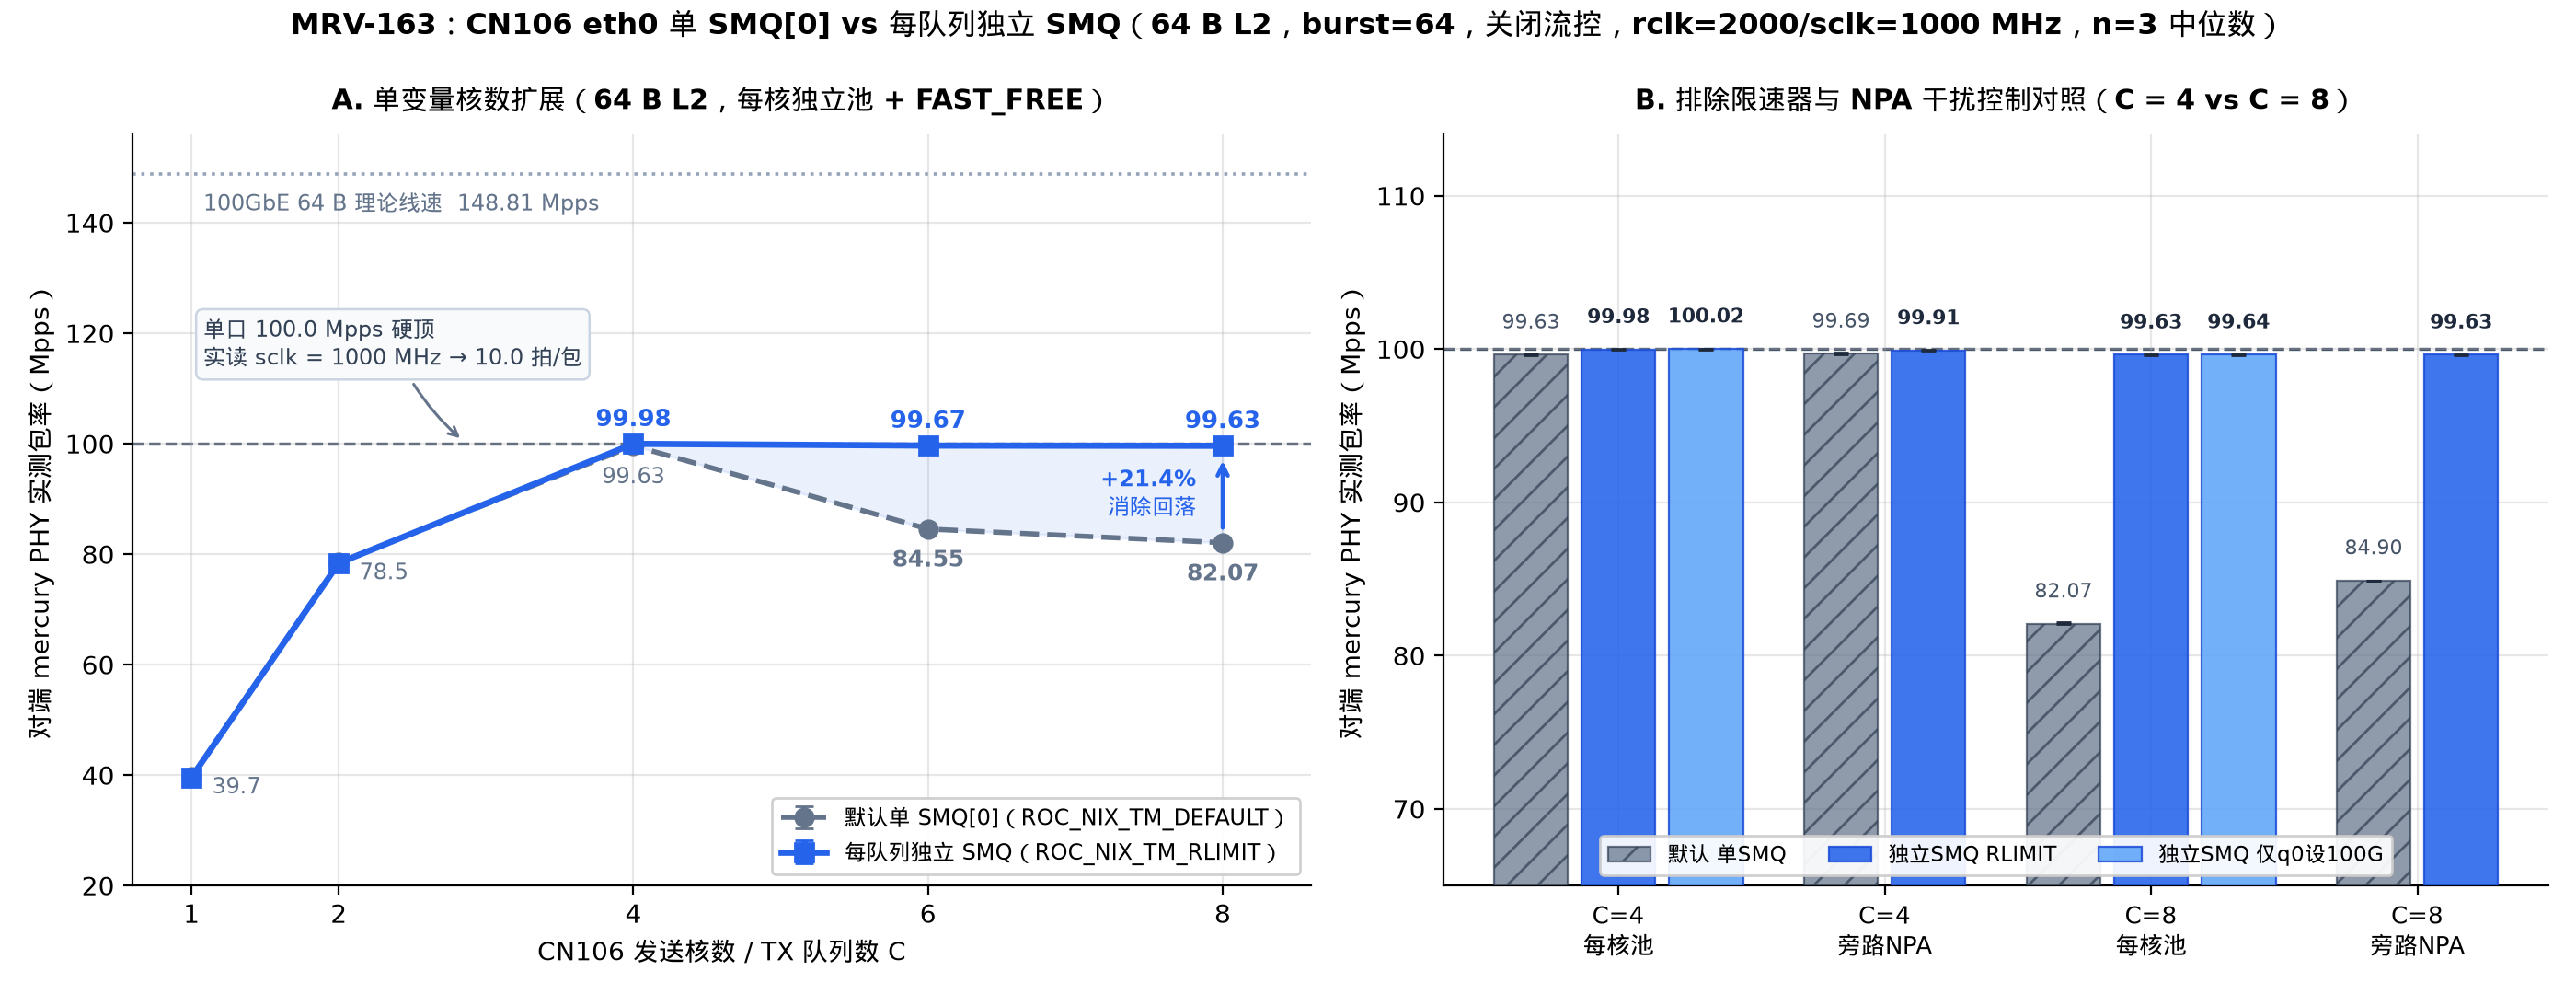 MRV-163：CN106 eth0 单 SMQ[0] vs 每队列独立 SMQ（64 B L2，burst=64，关闭流控，rclk=2000/sclk=1000 MHz，n=3 中位数）
A. 单变量核数扩展（64 B L2，每核独立池 + FAST_FREE）
对端 mercury PHY 实测包率（Mpps）
140
120
100
80
60
40
20
100GbE 64 B 理论线速 148.81 Mpps
单口 100.0 Mpps 硬顶
实读 sclk = 1000 MHz → 10.0 拍/包
99.98
99.67
99.63
99.63
+21.4%
消除回落
84.55
82.07
78.5
39.7
默认单 SMQ[0]（ROC_NIX_TM_DEFAULT）
每队列独立 SMQ（ROC_NIX_TM_RLIMIT）
1
2
4
6
8
CN106 发送核数 / TX 队列数 C
B. 排除限速器与 NPA 干扰控制对照（C = 4 vs C = 8）
对端 mercury PHY 实测包率（Mpps）
110
100
90
80
70
99.63
99.98
100.02
99.69
99.91
82.07
99.63
99.64
84.90
99.63
默认 单SMQ
独立SMQ RLIMIT
独立SMQ 仅q0设100G
C=4
每核池
C=4
旁路NPA
C=8
每核池
C=8
旁路NPA